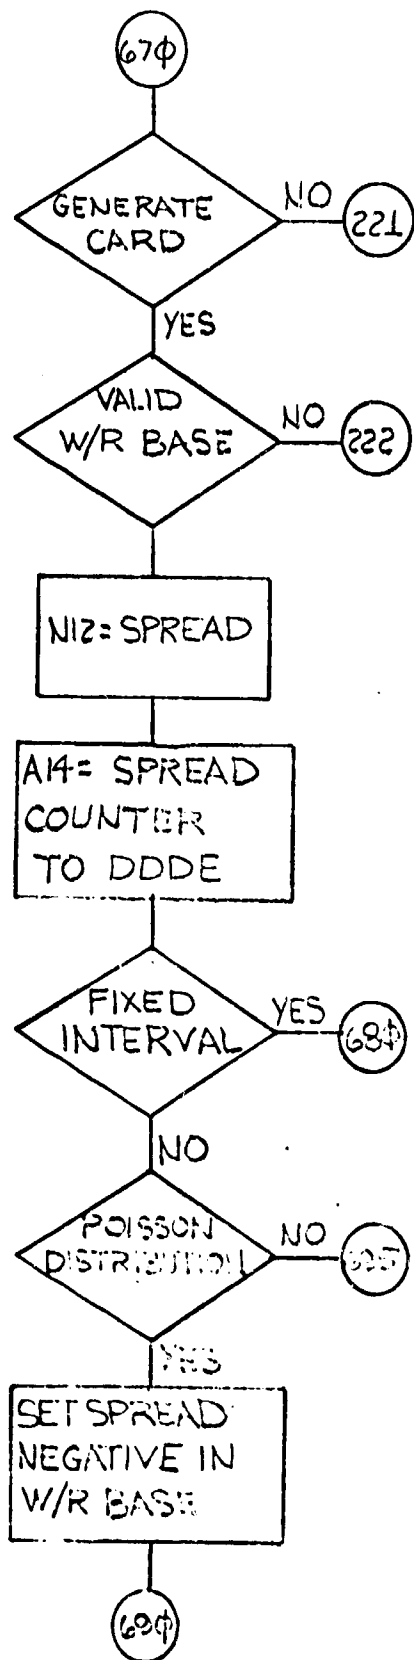 67ϕ
GENERATE
CARD
NO
221
YES
VALID
W/R BASE
NO
222
N12=SPREAD
A14= SPREAD
COUNTER
TO DDDE
FIXED
INTERVAL
YES
68ϕ
NO
POISSON
DISTRIBUTION
NO
YES
SET SPREAD
NEGATIVE IN
W/R BASE
69ϕ